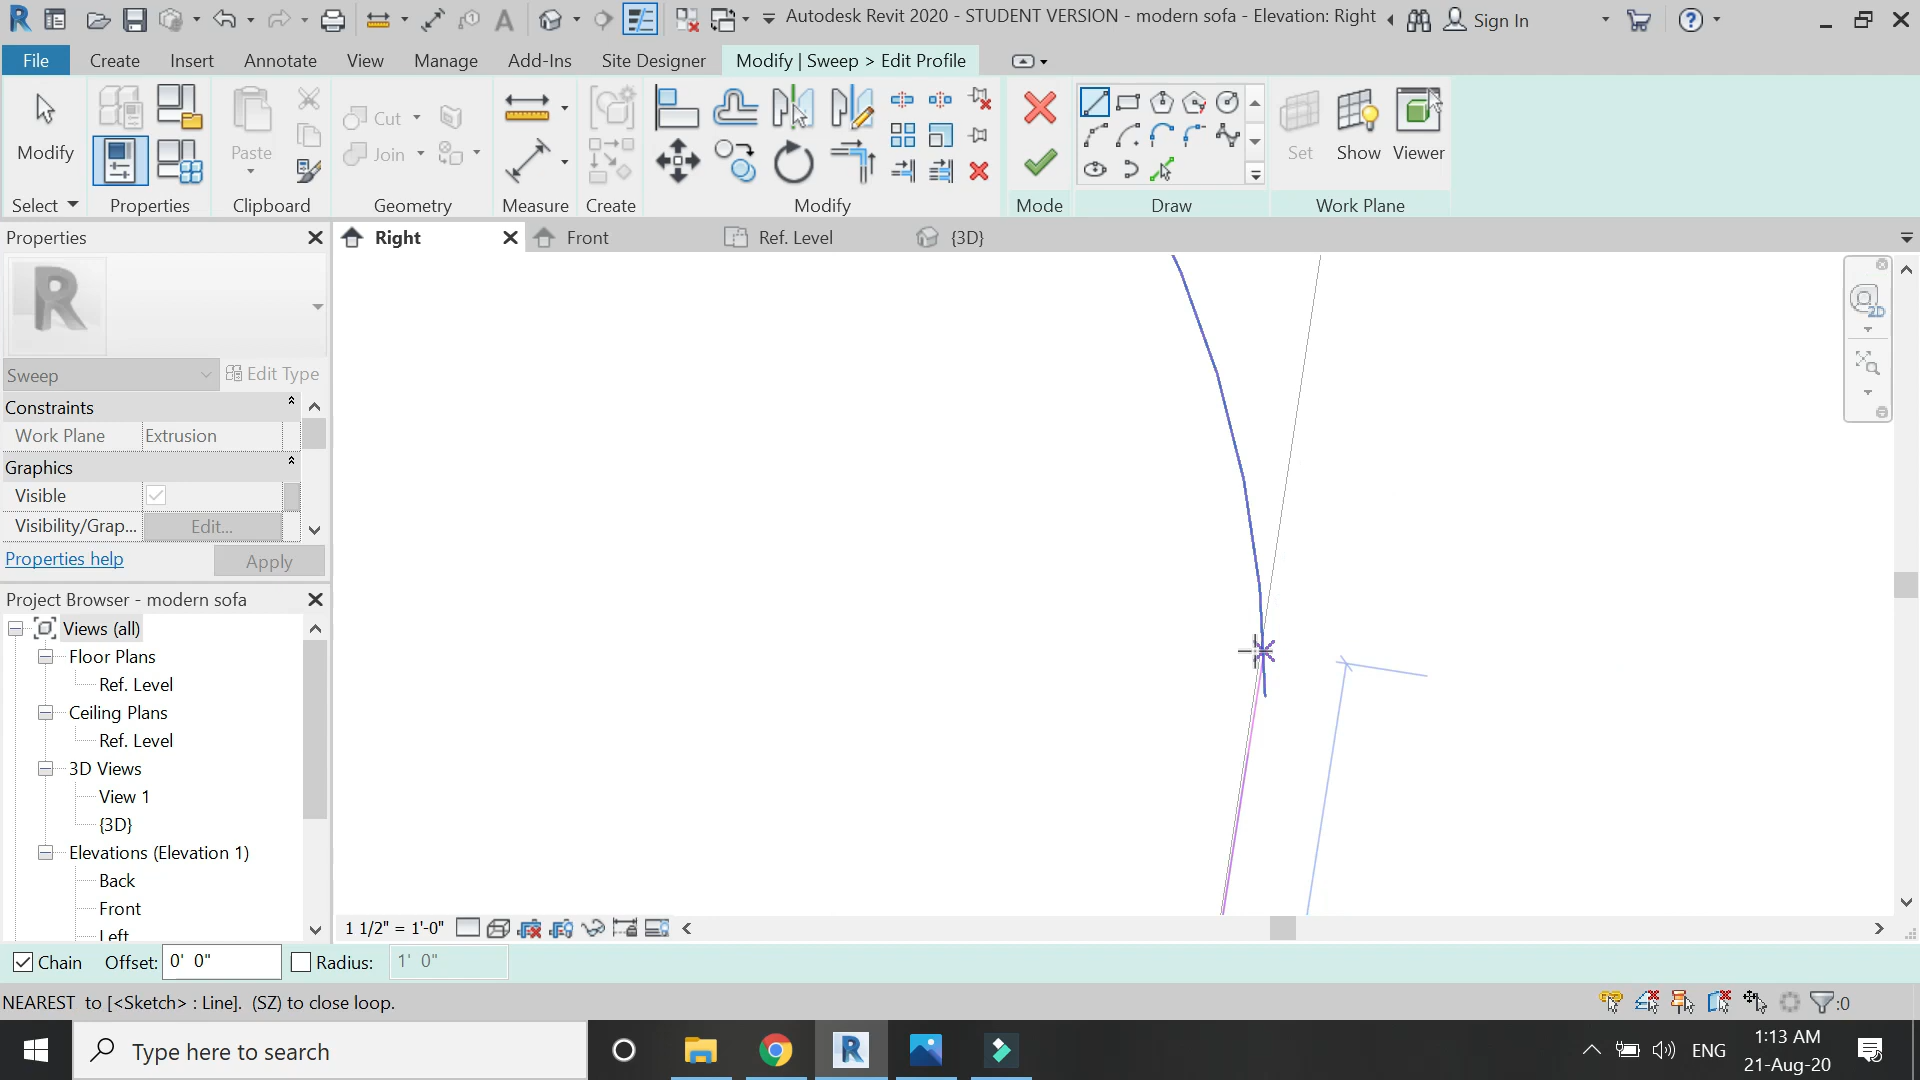 Autodesk Revit 2020 - STUDENT VERSION - modern sofa - Elevation: Right
Sign In
File Create Insert Annotate View Manage Add-Ins Site Designer Modify | Sweep > Edit Profile
Modify
Paste
Cut
Join
Set Show Viewer
Select Properties Clipboard Geometry Measure Create Modify Mode Draw Work Plane
Properties
Right Front Ref. Level {3D}
R
Sweep
Edit Type
Constraints
Work Plane Extrusion
Graphics
Visible
Visibility/Grap... Edit...
Properties help Apply
Project Browser - modern sofa
Views (all)
Floor Plans
Ref. Level
Ceiling Plans
Ref. Level
3D Views
View 1
{3D}
Elevations (Elevation 1)
Back
Front
Left
2D
1 1/2" = 1'-0"
Chain Offset: 0' 0" Radius: 1' 0"
NEAREST to [<Sketch> : Line]. (SZ) to close loop.
:0
Type here to search
ENG
1:13 AM
21-Aug-20